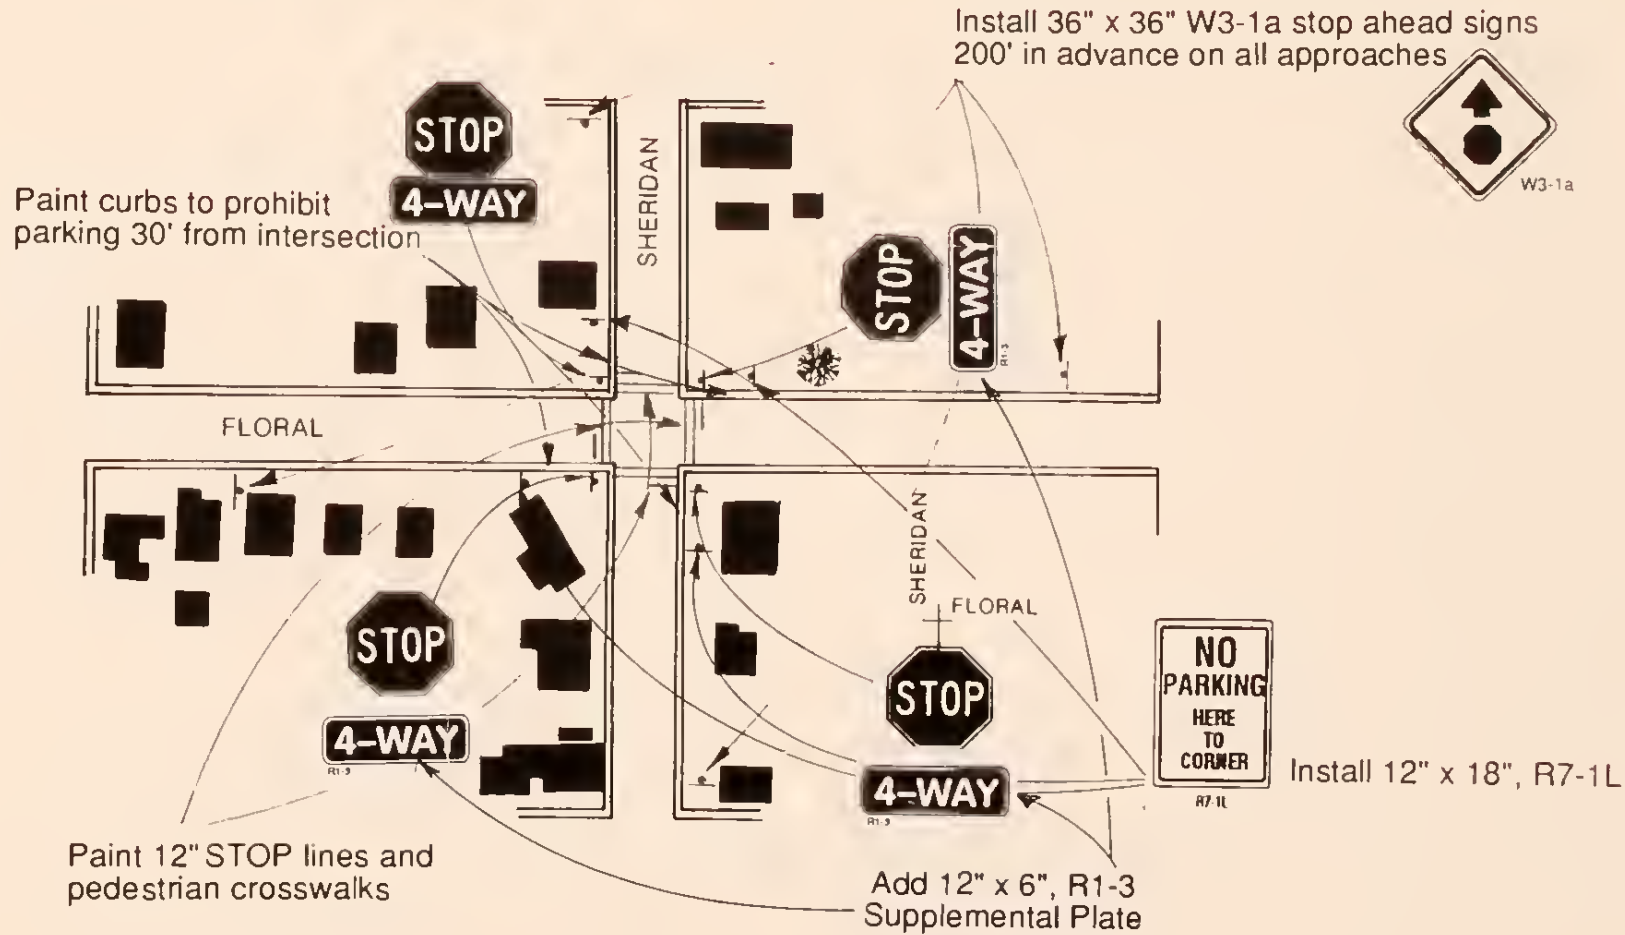 Install 36" x 36" W3-1a stop ahead signs
200' in advance on all approaches
W3-1a
STOP
4-WAY
SHERIDAN
Paint curbs to prohibit
parking 30' from intersection
STOP
4-WAY
R1-3
FLORAL
SHERIDAN
FLORAL
STOP
4-WAY
R1-3
STOP
4-WAY
R1-3
NO
PARKING
HERE
TO
CORNER
R7-1L
Install 12" x 18", R7-1L
Paint 12" STOP lines and
pedestrian crosswalks
Add 12" x 6", R1-3
Supplemental Plate